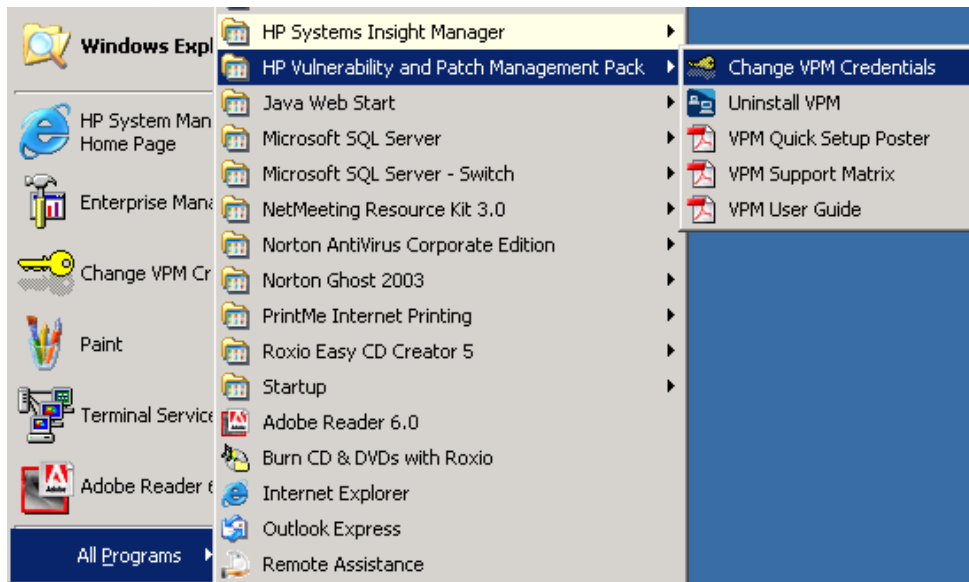 Windows Expl
HP System Man
Home Page
Enterprise Mana
Change VPM Cr
Paint
Terminal Service
Adobe Reader 6
All Programs
HP Systems Insight Manager
HP Vulnerability and Patch Management Pack
Java Web Start
Microsoft SQL Server
Microsoft SQL Server - Switch
NetMeeting Resource Kit 3.0
Norton AntiVirus Corporate Edition
Norton Ghost 2003
PrintMe Internet Printing
Roxio Easy CD Creator 5
Startup
Adobe Reader 6.0
Burn CD & DVDs with Roxio
Internet Explorer
Outlook Express
Remote Assistance
Change VPM Credentials
Uninstall VPM
VPM Quick Setup Poster
VPM Support Matrix
VPM User Guide